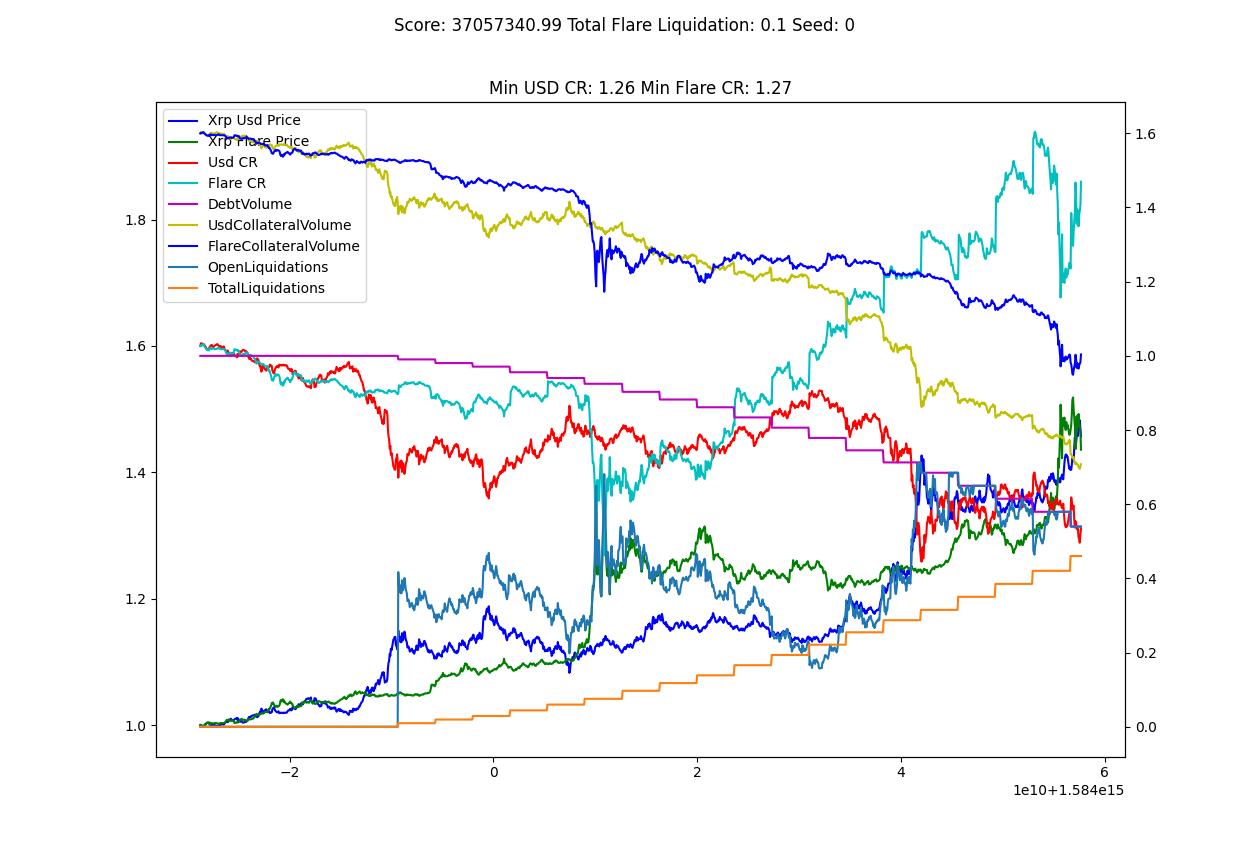 Score: 37057340.99 Total Flare Liquidation: 0.1 Seed: 0
Min USD CR: 1.26 Min Flare CR: 1.27
Xrp Usd Price
Xrp Flare Price
Usd CR
Flare CR
DebtVolume
UsdCollateralVolume
FlareCollateralVolume
OpenLiquidations
TotalLiquidations
1.8
1.6
1.4
1.2
1.0
1.6
1.4
1.2
1.0
0.8
0.6
0.4
0.2
0.0
−2
0
2
4
6
1e10+1.584e15